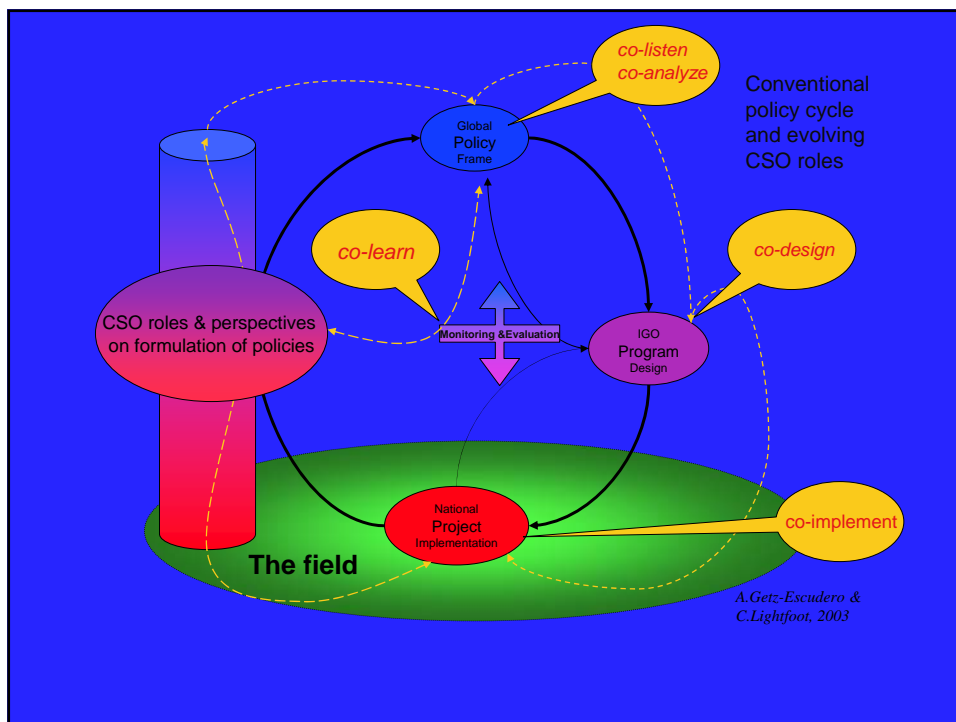 co-listen
co-analyze
Conventional
policy cycle
and evolving
CSO roles
Global
Policy
Frame
co-learn
co-design
CSO roles & perspectives
on formulation of policies
Monitoring &Evaluation
IGO
Program
Design
National
Project
Implementation
co-implement
The field
A.Getz-Escudero &
C.Lightfoot, 2003